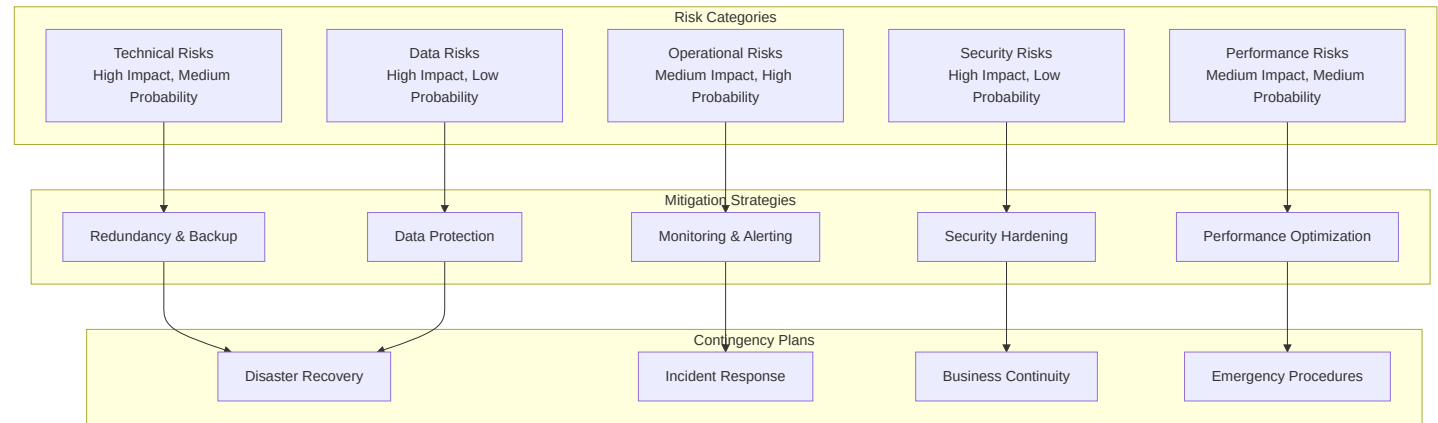 Risk Categories
Technical Risks
High Impact, Medium
Probability
Data Risks
High Impact, Low
Probability
Operational Risks
Medium Impact, High
Probability
Security Risks
High Impact, Low
Probability
Performance Risks
Medium Impact, Medium
Probability
Mitigation Strategies
Redundancy & Backup
Data Protection
Monitoring & Alerting
Security Hardening
Performance Optimization
Contingency Plans
Disaster Recovery
Incident Response
Business Continuity
Emergency Procedures